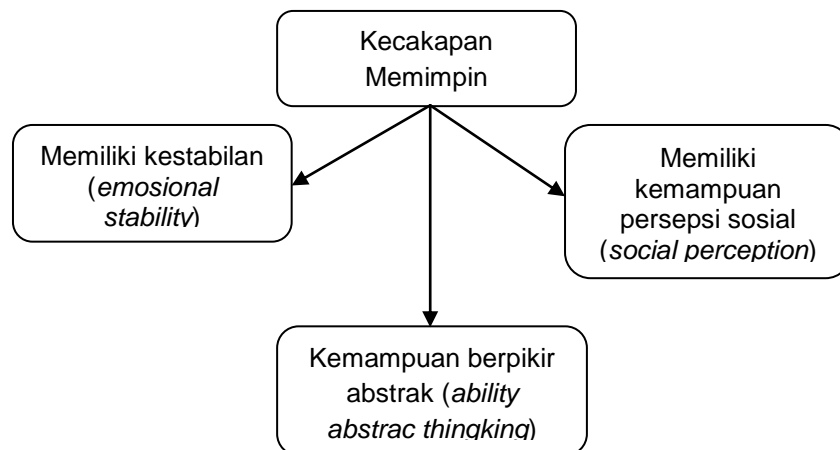 Kecakapan
Memimpin
Memiliki kestabilan
(emosional
stability)
Memiliki
kemampuan
persepsi sosial
(social perception)
Kemampuan berpikir
abstrak (ability
abstrac thingking)